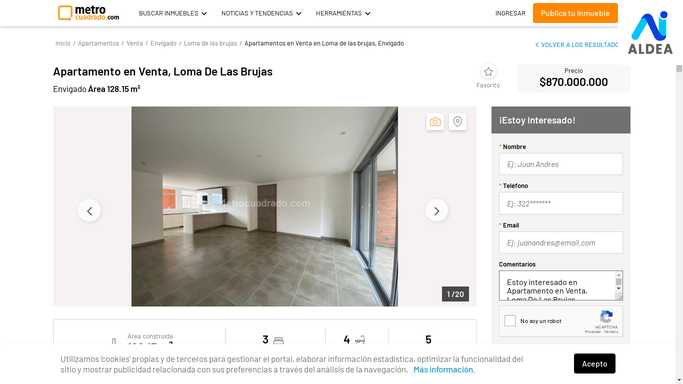 metro
cuadrado.com
BUSCAR INMUEBLES
NOTICIAS Y TENDENCIAS
HERRAMIENTAS
INGRESAR
Publica tu Inmueble
ALDEA
Inicio / Apartamentos / Venta / Envigado / Loma de las brujas / Apartamentos en Venta en Loma de las brujas, Envigado
< VOLVER A LOS RESULTADO
Apartamento en Venta, Loma De Las Brujas
Envigado Área 128.15 m²
Favorito
Precio
$870.000.000
1 / 20
¡Estoy Interesado!
* Nombre
Ej: Juan Andres
* Teléfono
Ej: 322*******
* Email
Ej: juanandres@email.com
Comentarios
Estoy interesado en
Apartamento en Venta,
Loma De Las Brujas
No soy un robot
reCAPTCHA
Privacidad - Términos
Área construida
3
4
5
Utilizamos 'cookies' propias y de terceros para gestionar el portal, elaborar información estadística, optimizar la funcionalidad del
sitio y mostrar publicidad relacionada con sus preferencias a través del análisis de la navegación. Más información.
Acepto